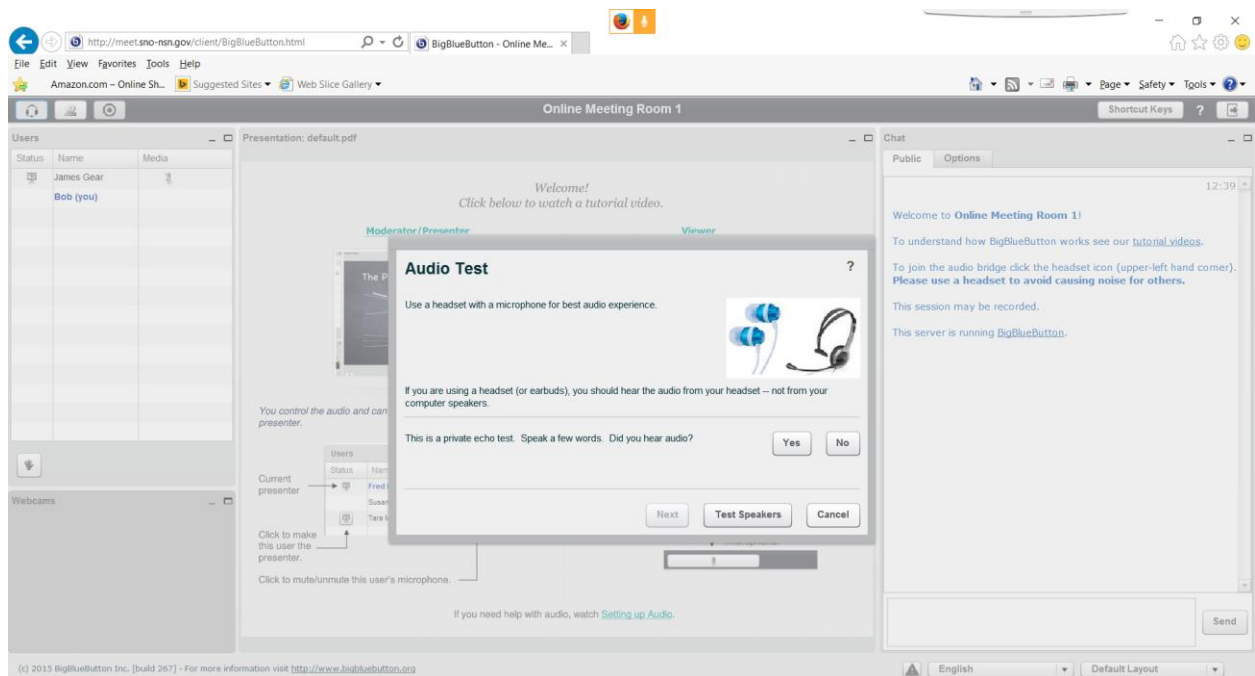 http://meet.sno-nsn.gov/client/BigBlueButton.html
BigBlueButton - Online Me...
File Edit View Favorites Tools Help
Amazon.com – Online Sh... Suggested Sites Web Slice Gallery
Page Safety Tools
Online Meeting Room 1
Shortcut Keys ?
Users
Status Name Media
James Gear
Bob (you)
Webcams
Presentation: default.pdf
Welcome!
Click below to watch a tutorial video.
Moderator/Presenter Viewer
The P
You control the audio and can
presenter.
Users
Status Nam
Current
presenter
Fred
Susan
Tara
Click to make
this user the
presenter.
Click to mute/unmute this user's microphone.
If you need help with audio, watch Setting up Audio.
Audio Test ?
Use a headset with a microphone for best audio experience.
If you are using a headset (or earbuds), you should hear the audio from your headset -- not from your
computer speakers.
This is a private echo test. Speak a few words. Did you hear audio? Yes No
Next Test Speakers Cancel
Chat
Public Options
12:39
Welcome to Online Meeting Room 1!
To understand how BigBlueButton works see our tutorial videos.
To join the audio bridge click the headset icon (upper-left hand corner).
Please use a headset to avoid causing noise for others.
This session may be recorded.
This server is running BigBlueButton.
Send
(c) 2015 BigBlueButton Inc. [build 267] - For more information visit http://www.bigbluebutton.org
English Default Layout